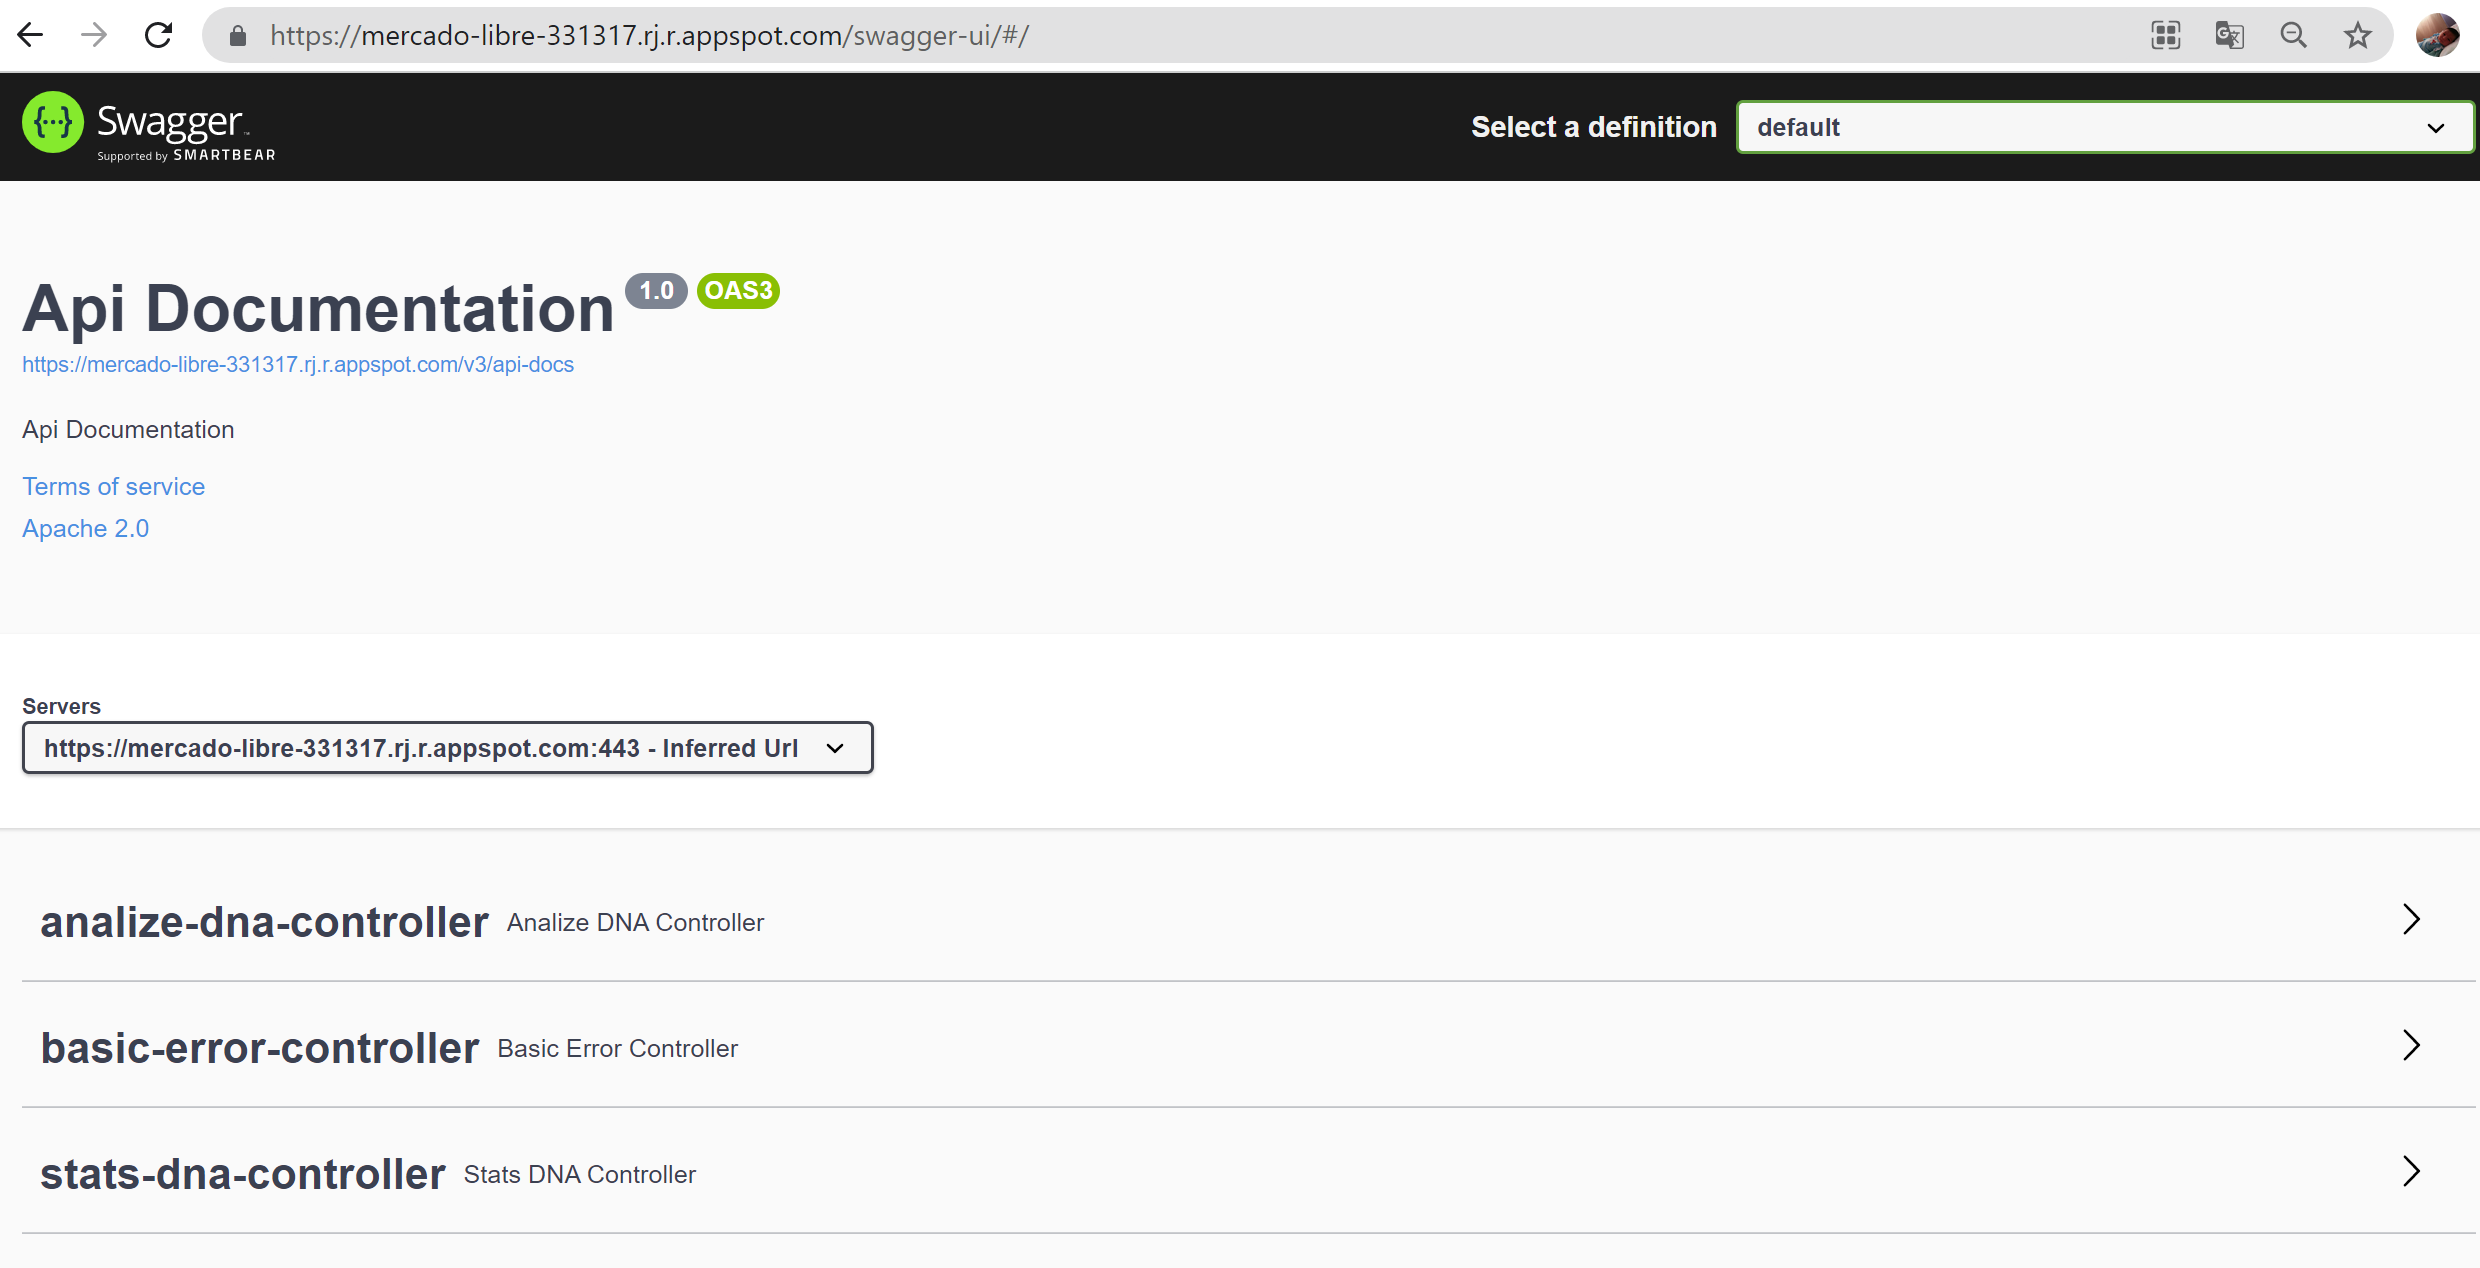 https://mercado-libre-331317.rj.r.appspot.com/swagger-ui/#/
{···} Swagger™
Supported by SMARTBEAR
Select a definition default
Api Documentation 1.0 OAS3
https://mercado-libre-331317.rj.r.appspot.com/v3/api-docs
Api Documentation
Terms of service
Apache 2.0
Servers
https://mercado-libre-331317.rj.r.appspot.com:443 - Inferred Url
analize-dna-controller Analize DNA Controller
basic-error-controller Basic Error Controller
stats-dna-controller Stats DNA Controller